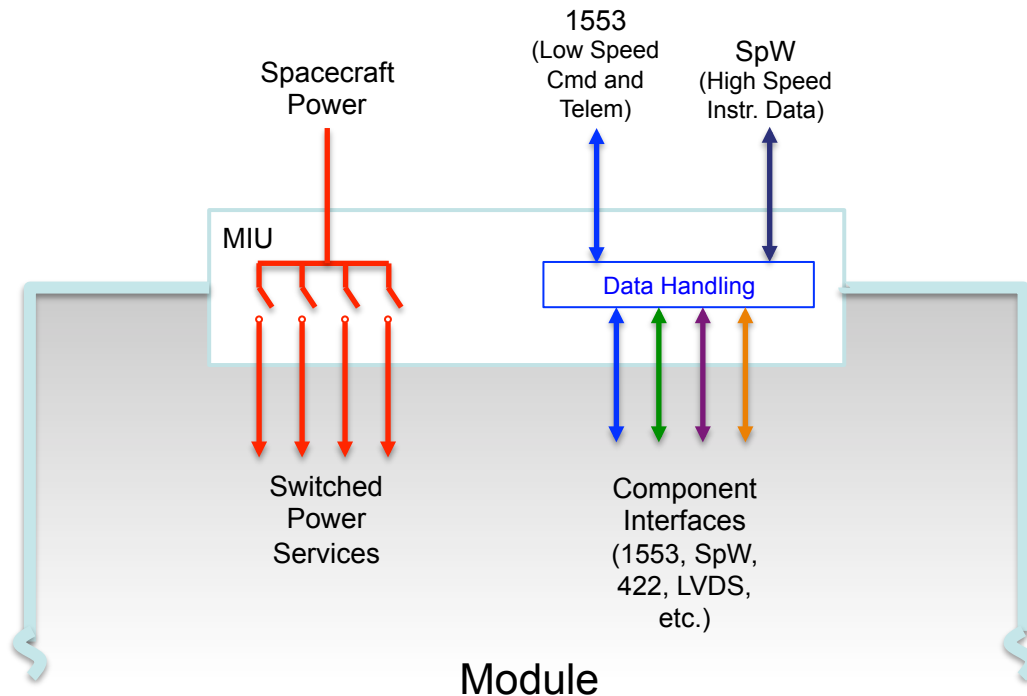 Spacecraft
Power
1553
(Low Speed
Cmd and
Telem)
SpW
(High Speed
Instr. Data)
MIU
Data Handling
Switched
Power
Services
Component
Interfaces
(1553, SpW,
422, LVDS,
etc.)
Module